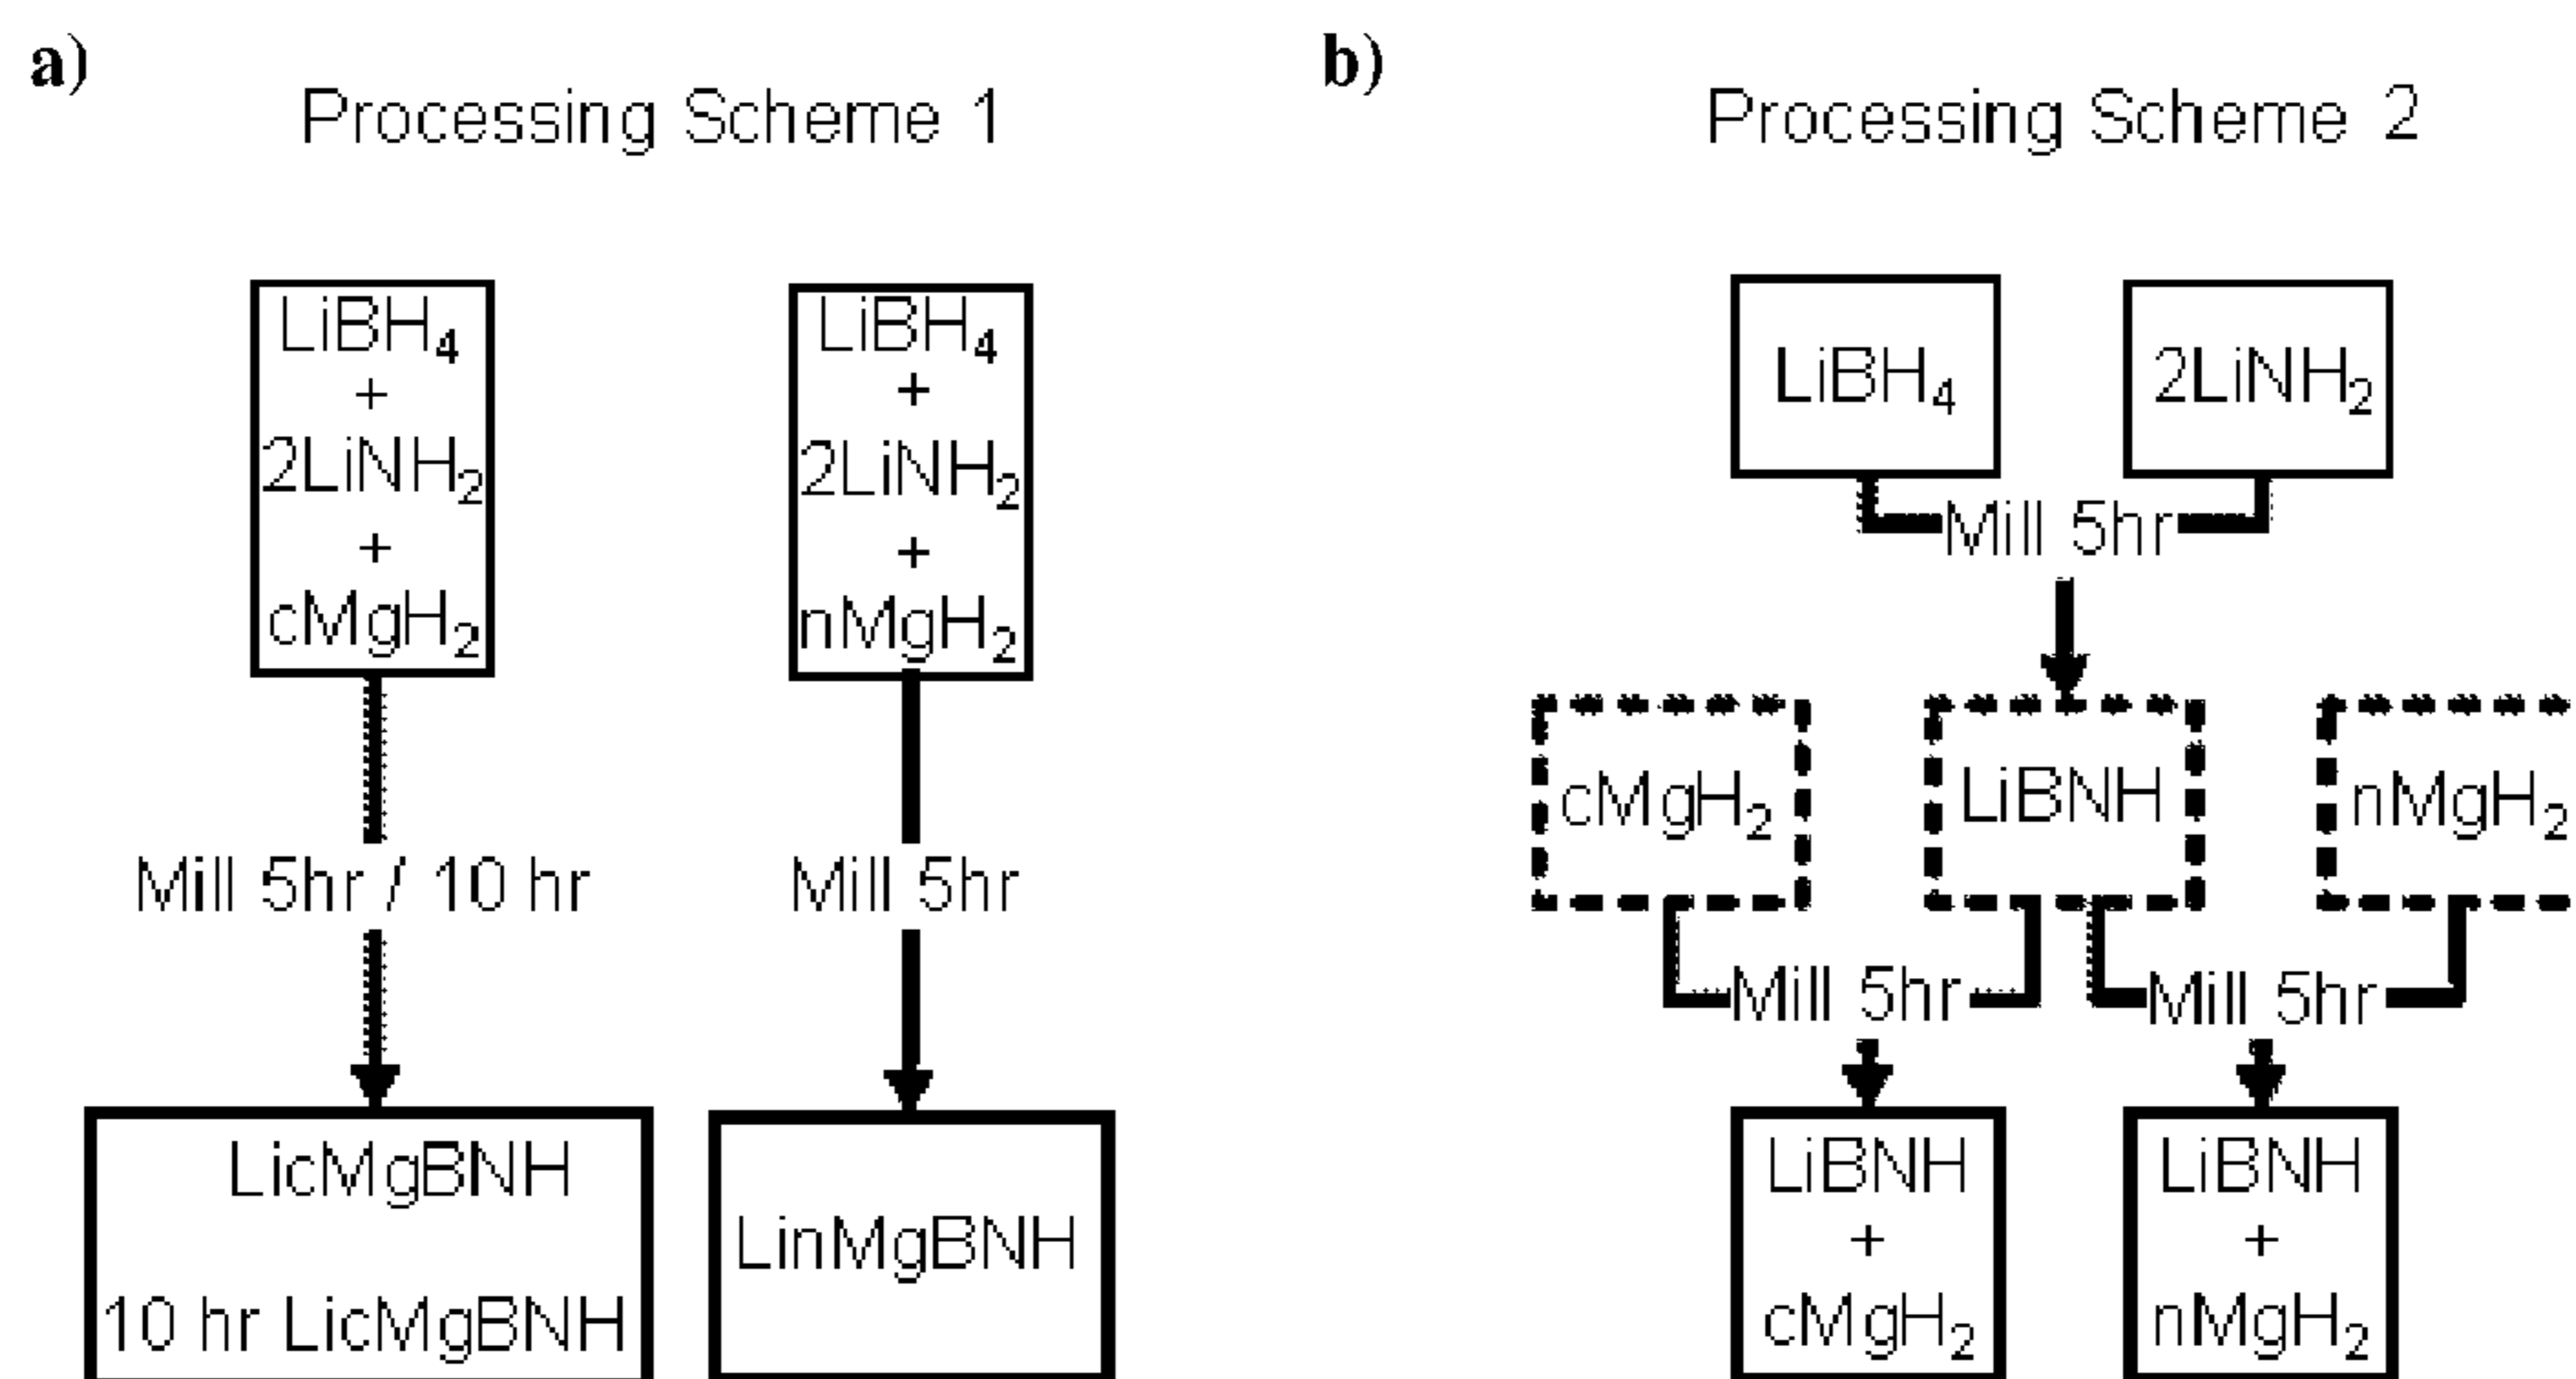 a)
Processing Scheme 1
LiBH4
+
2LiNH2
+
cMgH2
LiBH4
+
2LiNH2
+
nMgH2
Mill 5hr / 10 hr
Mill 5hr
LicMgBNH
10 hr LicMgBNH
LinMgBNH
b)
Processing Scheme 2
LiBH4
2LiNH2
Mill 5hr
cMgH2
LiBNH
nMgH2
Mill 5hr
Mill 5hr
LiBNH
+
cMgH2
LiBNH
+
nMgH2